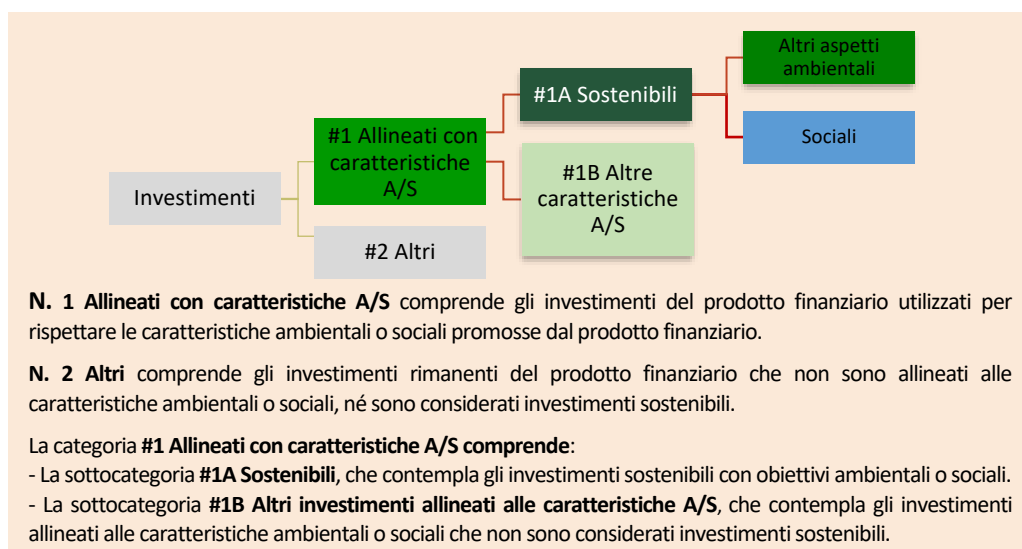 Altri aspetti
ambientali
#1A Sostenibili
#1 Allineati con
caratteristiche
A/S
Sociali
#1B Altre
caratteristiche
A/S
Investimenti
#2 Altri
N. 1 Allineati con caratteristiche A/S comprende gli investimenti del prodotto finanziario utilizzati per
rispettare le caratteristiche ambientali o sociali promosse dal prodotto finanziario.
N. 2 Altri comprende gli investimenti rimanenti del prodotto finanziario che non sono allineati alle
caratteristiche ambientali o sociali, né sono considerati investimenti sostenibili.
La categoria #1 Allineati con caratteristiche A/S comprende:
- La sottocategoria #1A Sostenibili, che contempla gli investimenti sostenibili con obiettivi ambientali o sociali.
- La sottocategoria #1B Altri investimenti allineati alle caratteristiche A/S, che contempla gli investimenti
allineati alle caratteristiche ambientali o sociali che non sono considerati investimenti sostenibili.